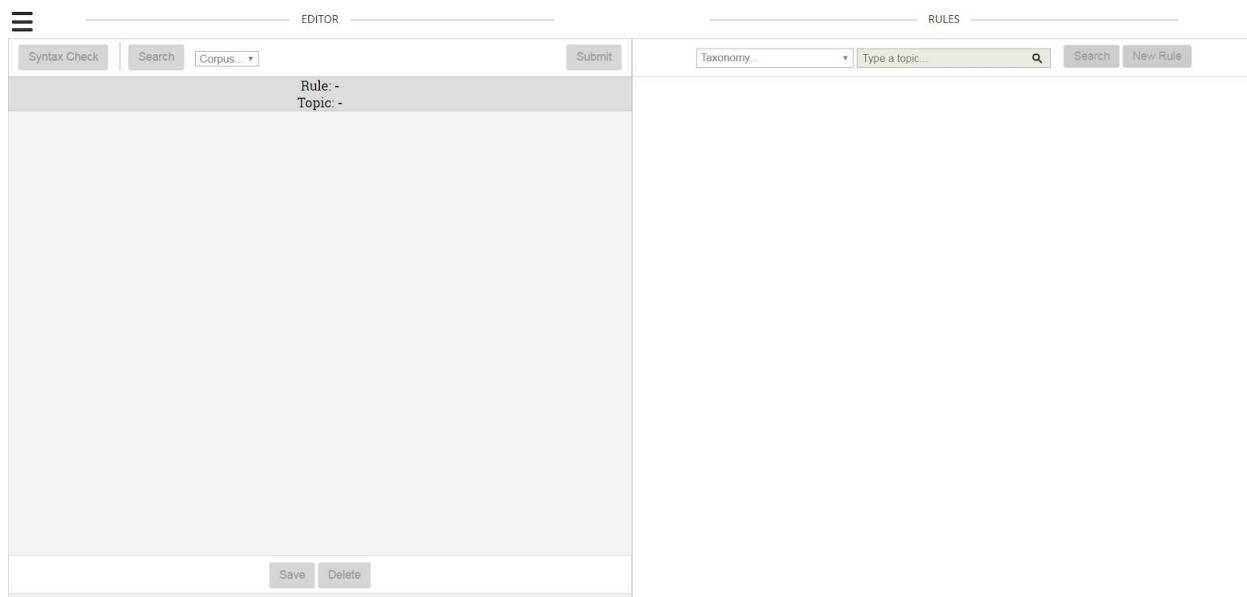 EDITOR
RULES
Syntax Check
Search
Corpus...
Submit
Taxonomy...
Type a topic...
Search
New Rule
Rule: -
Topic: -
Save
Delete